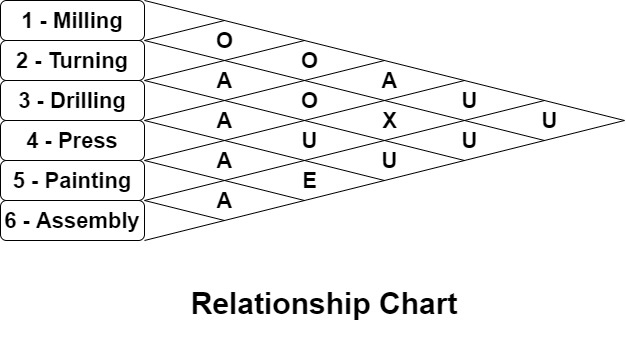 1 - Milling
O
2 - Turning
O
A
A
3 - Drilling
O
U
A
X
U
4 - Press
U
U
A
U
5 - Painting
E
A
6 - Assembly
Relationship Chart